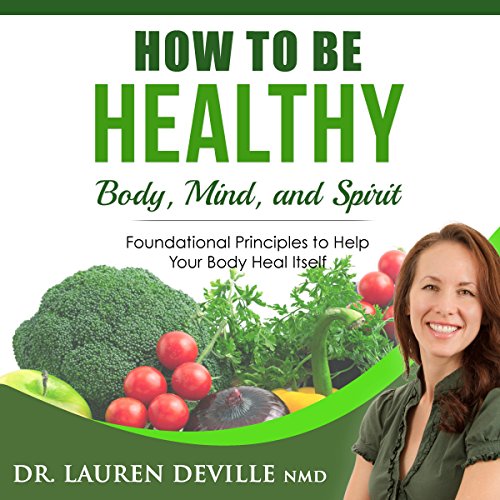 HOW TO BE
HEALTHY
Body, Mind, and Spirit
Foundational Principles to Help
Your Body Heal Itself
DR. LAUREN DEVILLE NMD